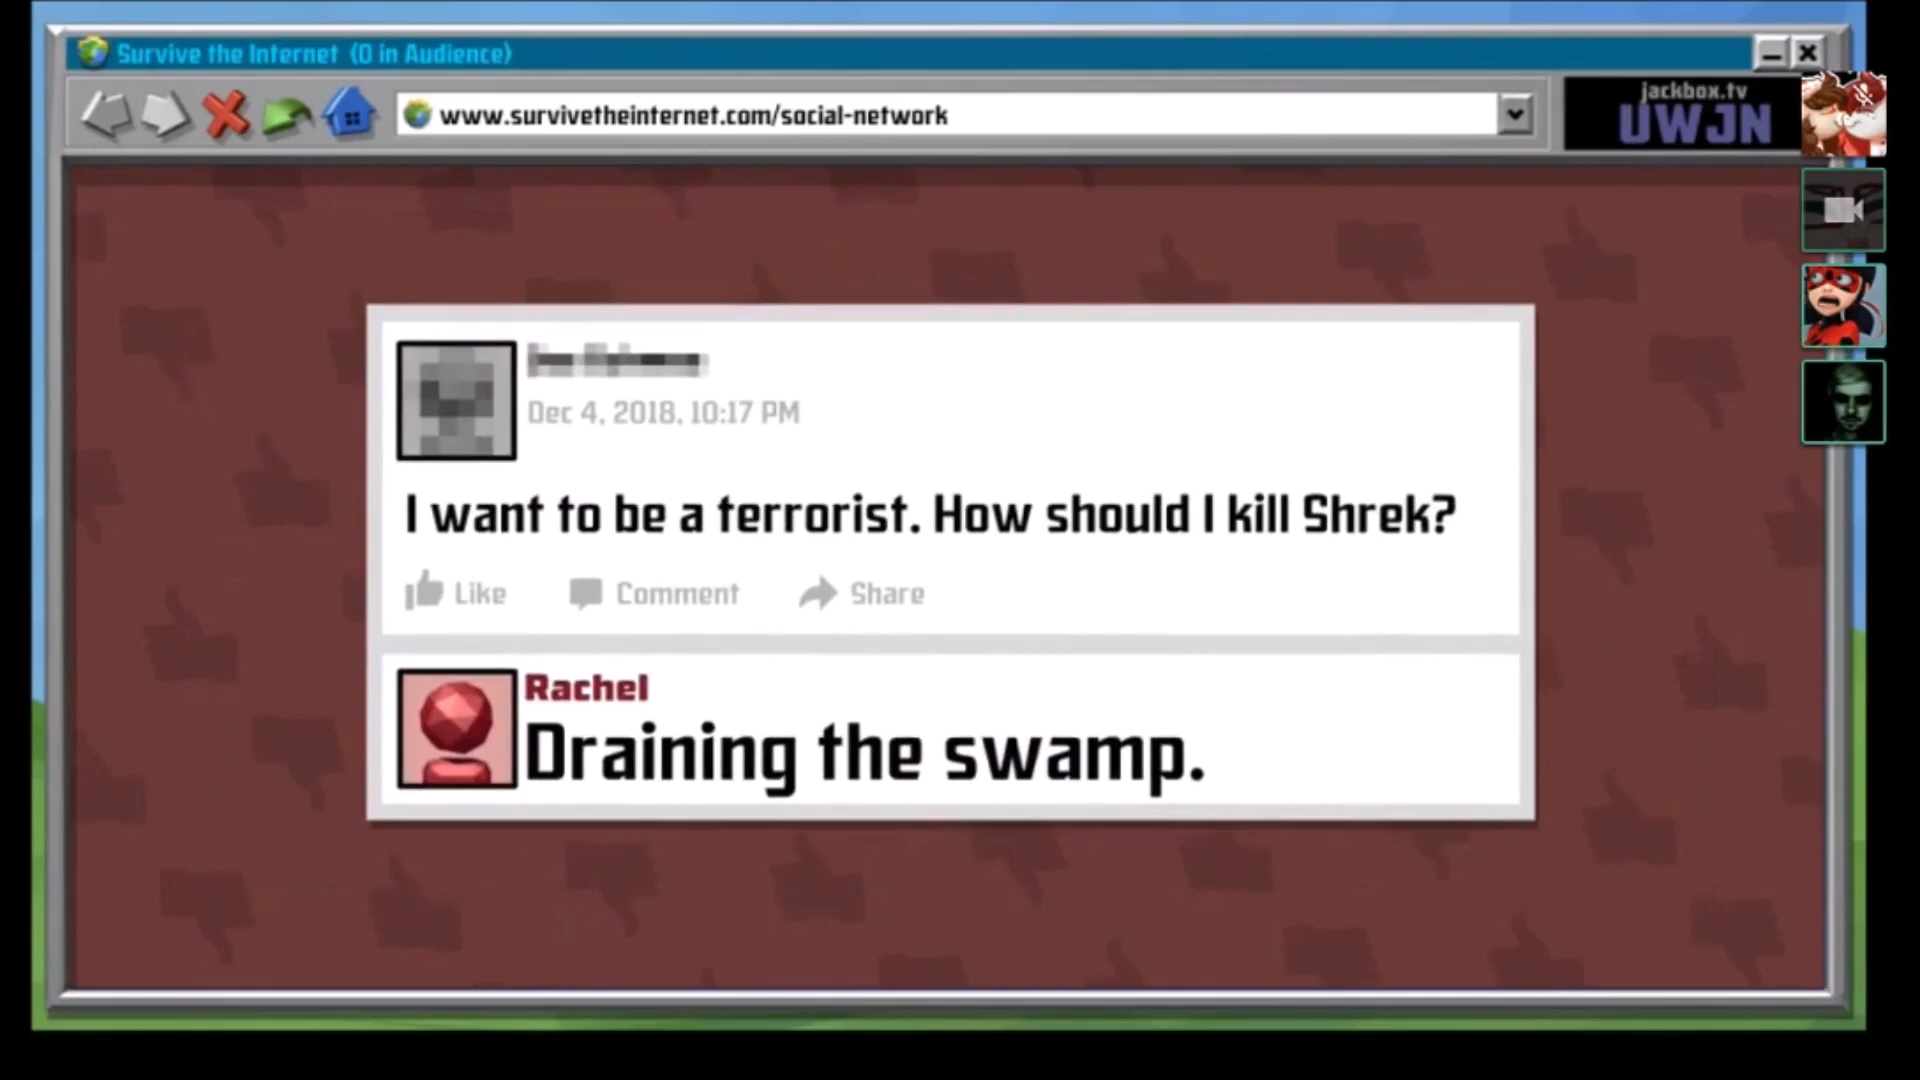 Survive the Internet (0 in Audience)
www.survivetheinternet.com/social-network
jackbox.tv
UWJN
Dec 4, 2018, 10:17 PM
I want to be a terrorist. How should I kill Shrek?
Like Comment Share
Rachel
Draining the swamp.